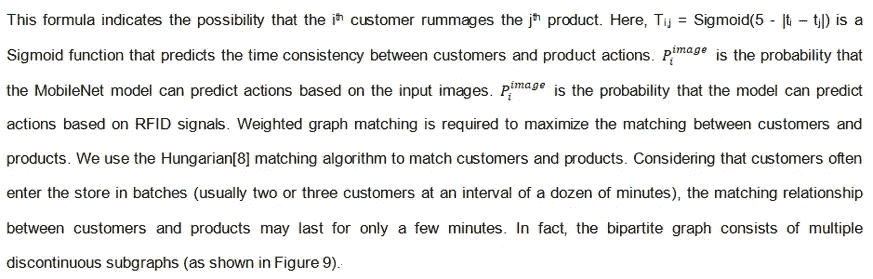 This formula indicates the possibility that the iᵗʰ customer rummages the jᵗʰ product. Here, Tᵢⱼ = Sigmoid(5 - |tᵢ – tⱼ|) is a
Sigmoid function that predicts the time consistency between customers and product actions. P_i^{image} is the probability that
the MobileNet model can predict actions based on the input images. P_i^{image} is the probability that the model can predict
actions based on RFID signals. Weighted graph matching is required to maximize the matching between customers and
products. We use the Hungarian[8] matching algorithm to match customers and products. Considering that customers often
enter the store in batches (usually two or three customers at an interval of a dozen of minutes), the matching relationship
between customers and products may last for only a few minutes. In fact, the bipartite graph consists of multiple
discontinuous subgraphs (as shown in Figure 9).